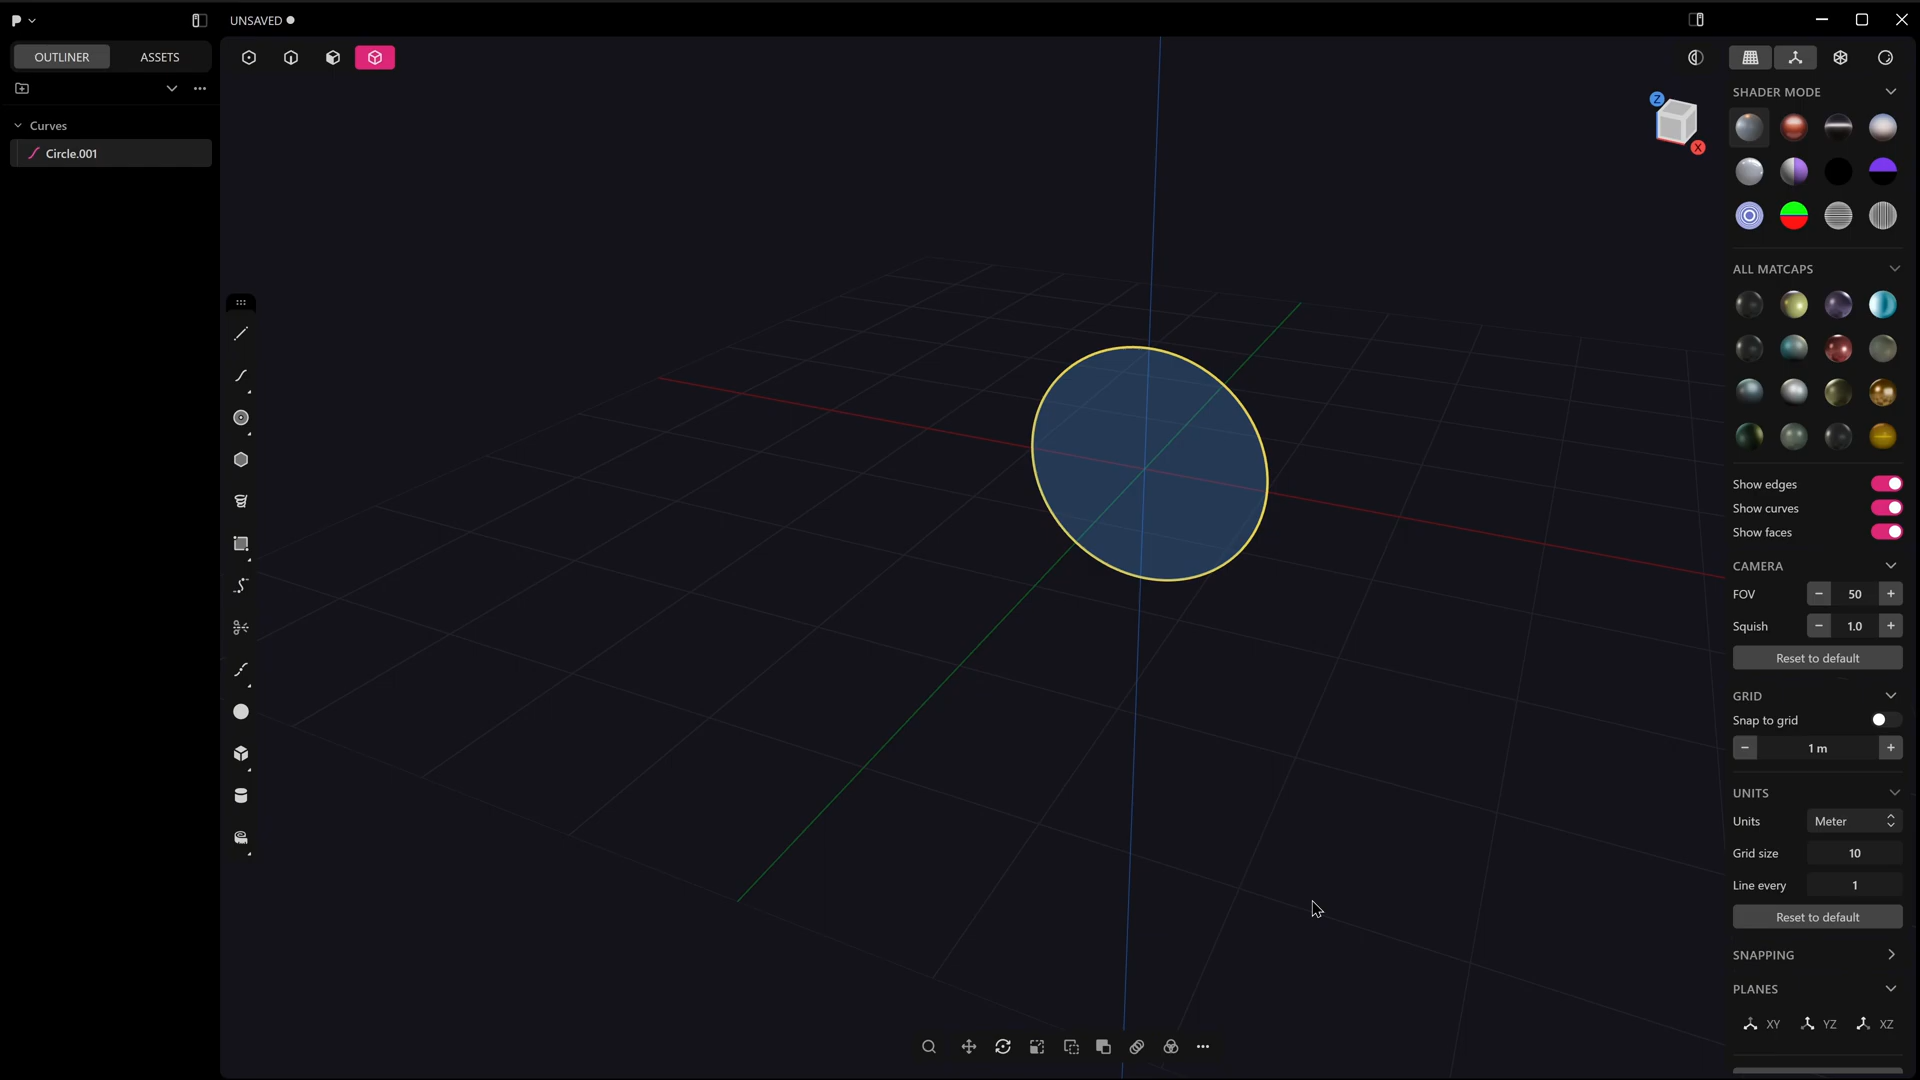 UNSAVED
OUTLINER ASSETS
Curves
Circle.001
Z
X
SHADER MODE
ALL MATCAPS
Show edges
Show curves
Show faces
CAMERA
FOV − 50 +
Squish − 1.0 +
Reset to default
GRID
Snap to grid
− 1 m +
UNITS
Units Meter
Grid size 10
Line every 1
Reset to default
SNAPPING
PLANES
XY YZ XZ